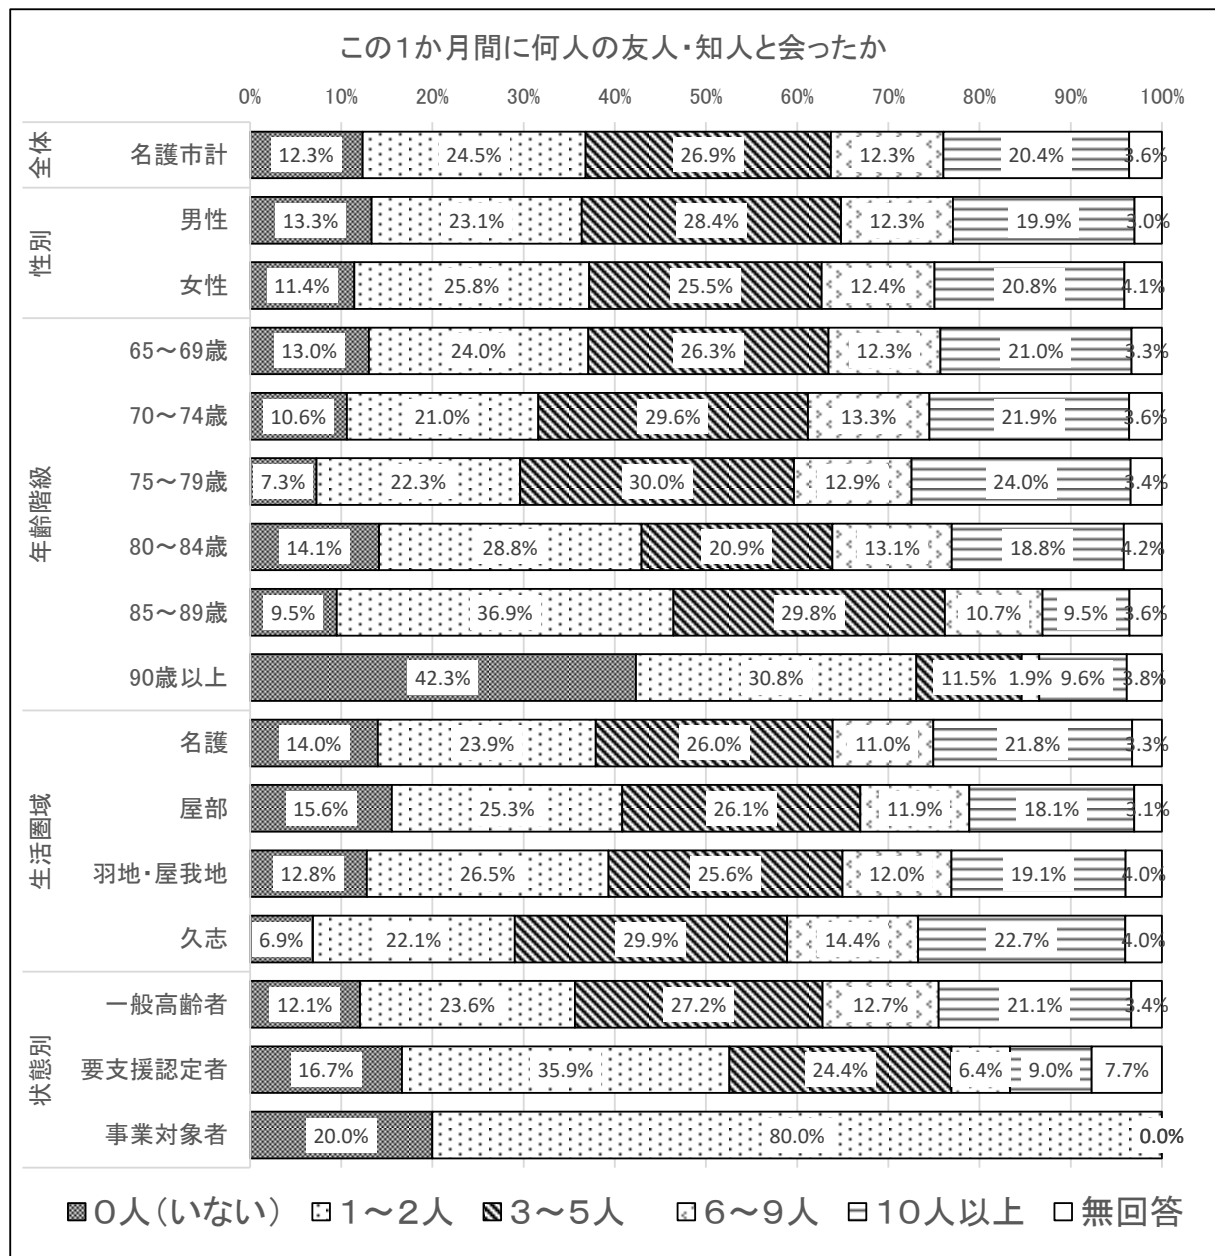 この1か月間に何人の友人・知人と会ったか
0% 10% 20% 30% 40% 50% 60% 70% 80% 90% 100%
全体
名護市計 12.3% 24.5% 26.9% 12.3% 20.4% 3.6%
性別
男性 13.3% 23.1% 28.4% 12.3% 19.9% 3.0%
女性 11.4% 25.8% 25.5% 12.4% 20.8% 4.1%
年齢階級
65～69歳 13.0% 24.0% 26.3% 12.3% 21.0% 3.3%
70～74歳 10.6% 21.0% 29.6% 13.3% 21.9% 3.6%
75～79歳 7.3% 22.3% 30.0% 12.9% 24.0% 3.4%
80～84歳 14.1% 28.8% 20.9% 13.1% 18.8% 4.2%
85～89歳 9.5% 36.9% 29.8% 10.7% 9.5% 3.6%
90歳以上 42.3% 30.8% 11.5% 1.9% 9.6% 3.8%
生活圏域
名護 14.0% 23.9% 26.0% 11.0% 21.8% 3.3%
屋部 15.6% 25.3% 26.1% 11.9% 18.1% 3.1%
羽地・屋我地 12.8% 26.5% 25.6% 12.0% 19.1% 4.0%
久志 6.9% 22.1% 29.9% 14.4% 22.7% 4.0%
状態別
一般高齢者 12.1% 23.6% 27.2% 12.7% 21.1% 3.4%
要支援認定者 16.7% 35.9% 24.4% 6.4% 9.0% 7.7%
事業対象者 20.0% 80.0% 0.0%
0人(いない) 1～2人 3～5人 6～9人 10人以上 無回答